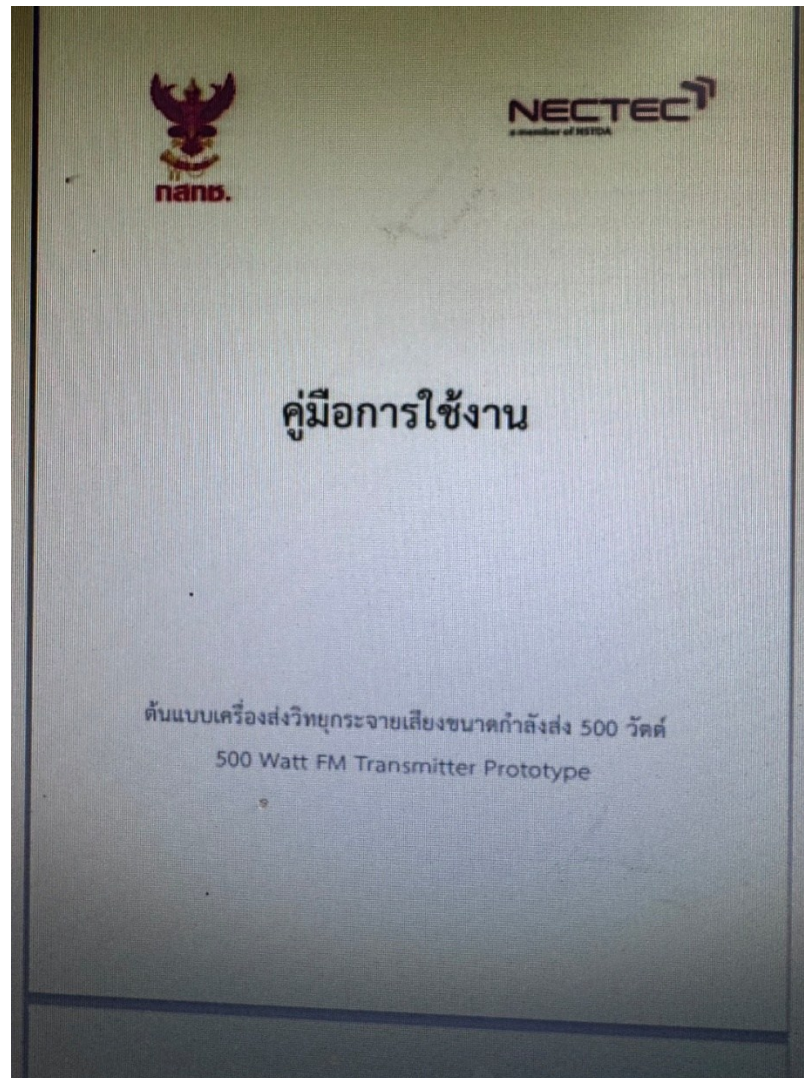 กสทช.
NECTEC
a member of NSTDA
คู่มือการใช้งาน
ต้นแบบเครื่องส่งวิทยุกระจายเสียงขนาดกำลังส่ง 500 วัตต์
500 Watt FM Transmitter Prototype